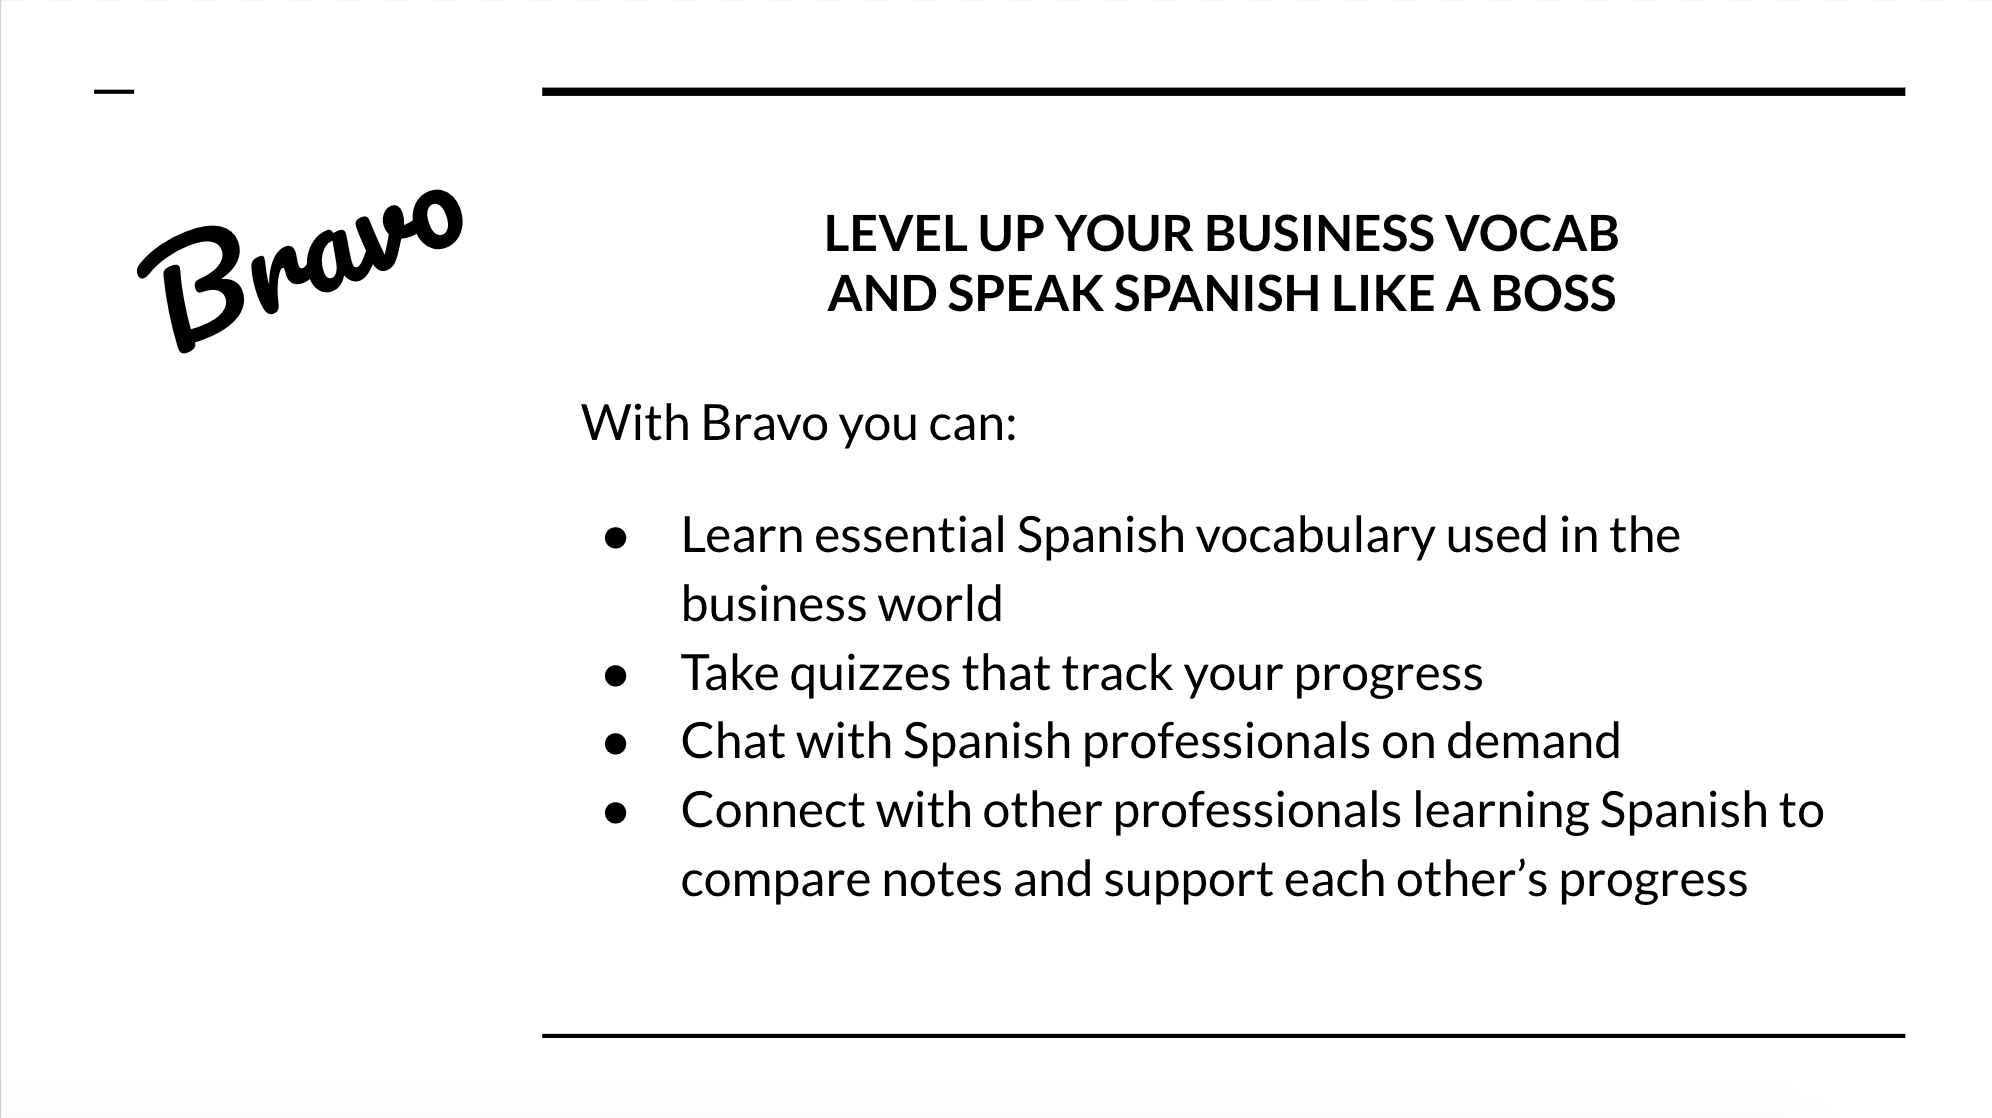 Bravo
LEVEL UP YOUR BUSINESS VOCAB
AND SPEAK SPANISH LIKE A BOSS
With Bravo you can:
● Learn essential Spanish vocabulary used in the
business world
● Take quizzes that track your progress
● Chat with Spanish professionals on demand
● Connect with other professionals learning Spanish to
compare notes and support each other’s progress